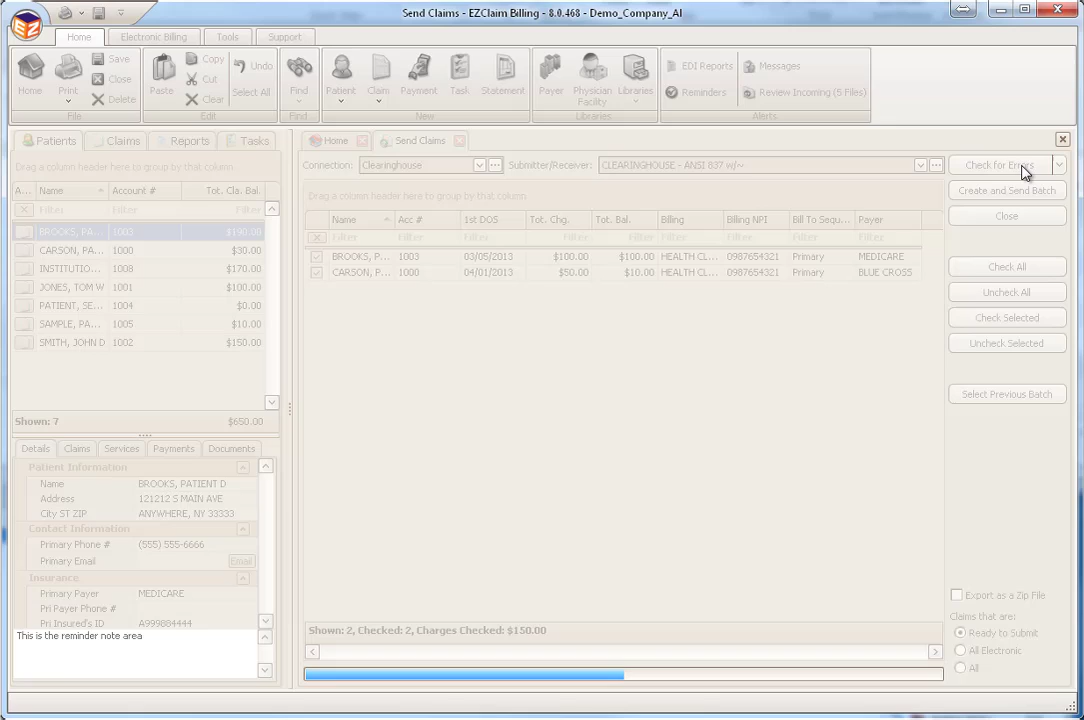 Send Claims - EZClaim Billing - 8.0.468 - Demo_Company_AI
EZ
Home Electronic Billing Tools Support
Home Print Save Close Delete Paste Copy Cut Clear Undo Select All Find Patient Claim Payment Task Statement Payer Physician Facility Libraries EDI Reports Reminders Messages Review Incoming (5 Files)
File Edit Find New Libraries Alerts
Patients Claims Reports Tasks
Drag a column header here to group by that column
A... Name Account # Tot. Cla. Bal.
Filter Filter Filter
BROOKS, PA... 1003 $190.00
CARSON, PA... 1000 $30.00
INSTITUTIO... 1008 $170.00
JONES, TOM W 1001 $100.00
PATIENT, SE... 1004 $0.00
SAMPLE, PA... 1005 $10.00
SMITH, JOHN D 1002 $150.00
Shown: 7 $650.00
Details Claims Services Payments Documents
Patient Information
Name BROOKS, PATIENT D
Address 121212 S MAIN AVE
City ST ZIP ANYWHERE, NY 33333
Contact Information
Primary Phone # (555) 555-6666
Primary Email Email
Insurance
Primary Payer MEDICARE
Pri Payer Phone #
Pri Insured's ID A999884444
This is the reminder note area
Home Send Claims
Connection: Clearinghouse Submitter/Receiver: CLEARINGHOUSE - ANSI 837 w/~
Drag a column header here to group by that column
Name Acc # 1st DOS Tot. Chg. Tot. Bal. Billing Billing NPI Bill To Sequ... Payer
Filter Filter Filter Filter Filter Filter Filter Filter Filter
BROOKS, P... 1003 03/05/2013 $100.00 $100.00 HEALTH CL... 0987654321 Primary MEDICARE
CARSON, P... 1000 04/01/2013 $50.00 $10.00 HEALTH CL... 0987654321 Primary BLUE CROSS
Shown: 2, Checked: 2, Charges Checked: $150.00
Check for Errors
Create and Send Batch
Close
Check All
Uncheck All
Check Selected
Uncheck Selected
Select Previous Batch
Export as a Zip File
Claims that are:
Ready to Submit
All Electronic
All